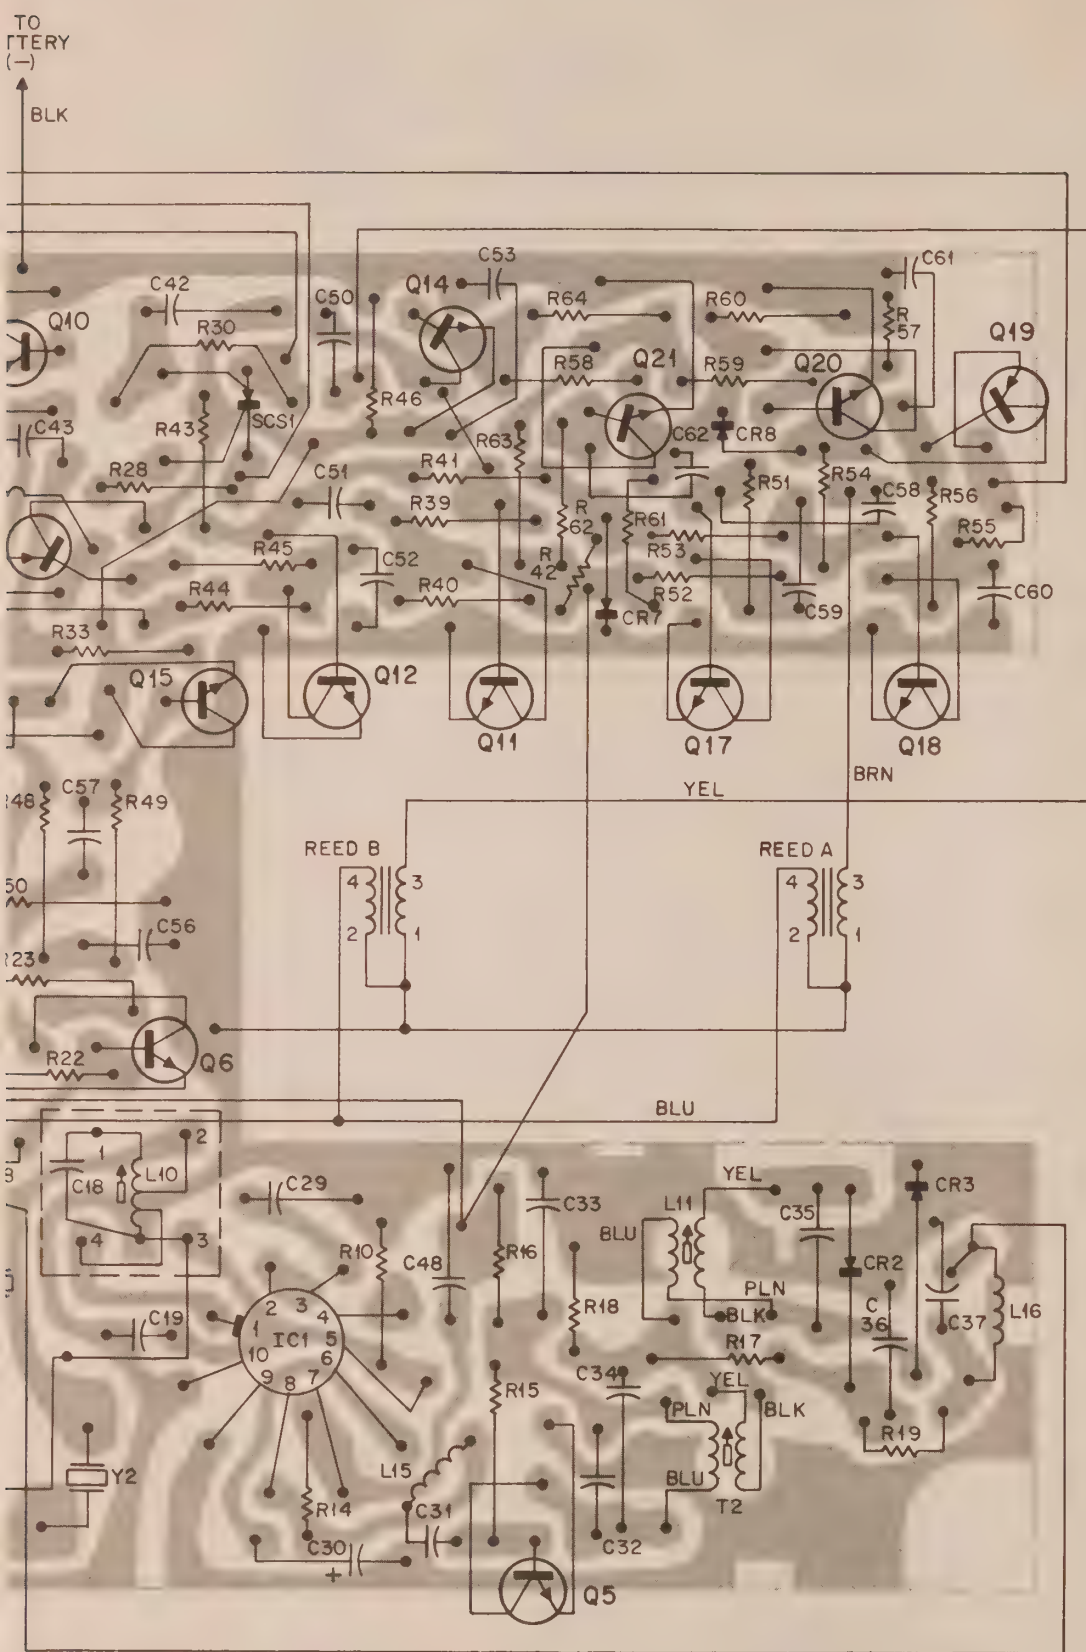 TO
TTERY
(-)
BLK
C42
C50
Q14
C53
R64
R60
C61
R
57
Q10
R30
Q19
R46
R58
Q21
R59
Q20
C43
R43
SCS1
R63
C62
CR8
R28
C51
R41
R51
R54
C58
R56
R39
R
62
R61
R53
R55
R45
C52
R
42
R44
R40
R52
C59
C60
CR7
R33
Q15
Q12
Q11
Q17
Q18
BRN
YEL
C57
R48
R49
REED B
REED A
4
3
4
3
50
2
1
2
1
C56
R23
Q6
R22
BLU
1
2
C18
L10
4
3
C29
C33
YEL
CR3
L11
C35
BLU
R10
C48
R16
CR2
R18
PLN
BLK
C
36
C37
L16
C19
2
3
4
1
5
IC1
6
10
9
8
7
R17
C34
R15
YEL
PLN
BLK
R19
Y2
L15
BLU
T2
R14
C31
C30
+
C32
Q5